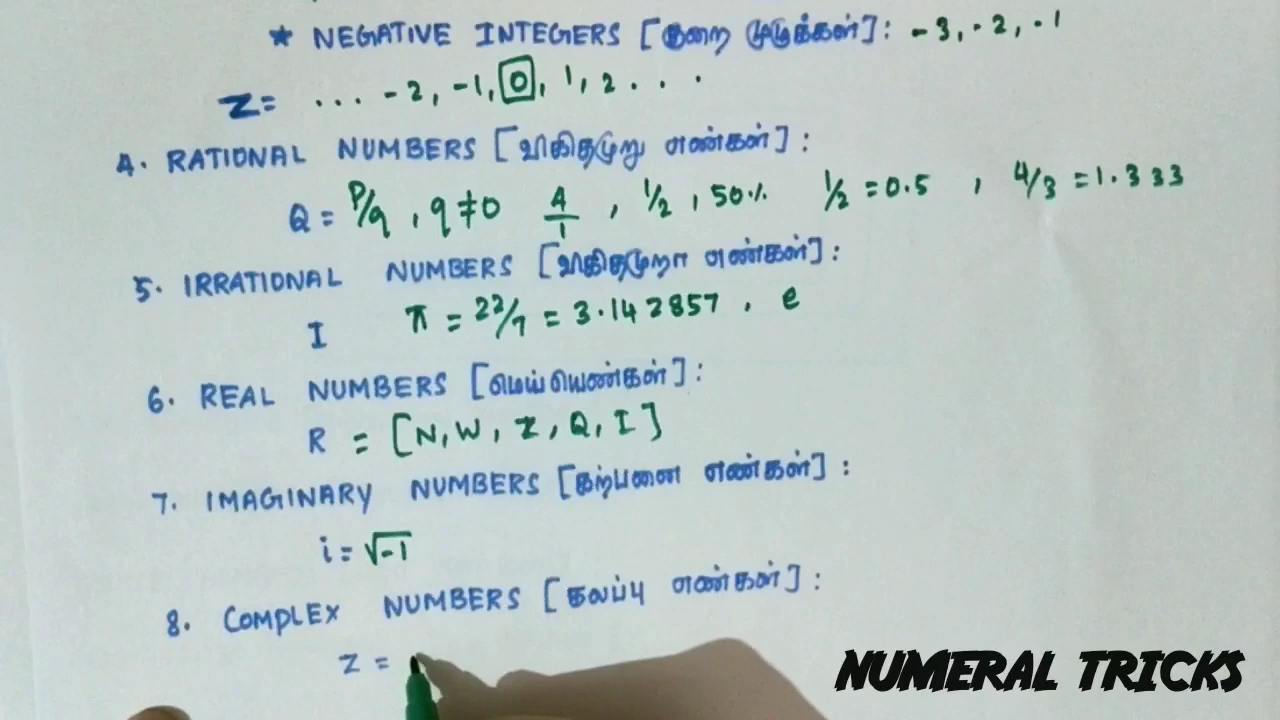 * NEGATIVE INTEGERS [குறை முழுக்கள்]: -3, -2, -1
Z = ... -2, -1, 0, 1, 2 . . .
4. RATIONAL NUMBERS [விகிதமுறு எண்கள்]:
Q = P/q, q≠0 4/1, 1/2, 50% 1/2 = 0.5, 4/3 = 1.333
5. IRRATIONAL NUMBERS [விகிதமுறா எண்கள்]:
I π = 22/7 = 3.142857, e
6. REAL NUMBERS [மெய்யெண்கள்]:
R = [N, W, Z, Q, I]
7. IMAGINARY NUMBERS [கற்பனை எண்கள்]:
i = √-1
8. COMPLEX NUMBERS [கலப்பு எண்கள்]:
Z =
NUMERAL TRICKS